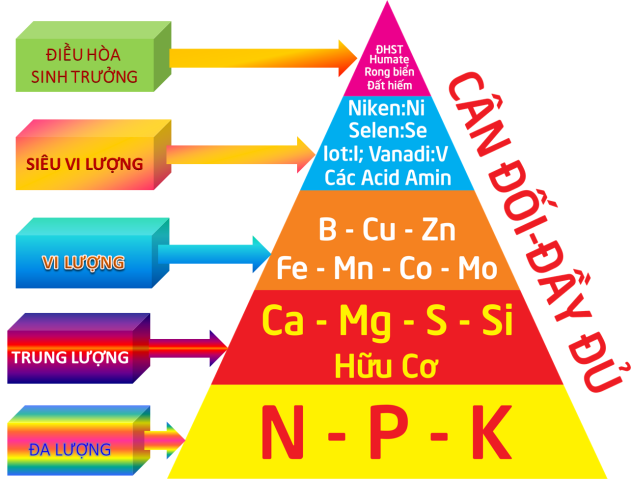 ĐIỀU HÒA
SINH TRƯỞNG
ĐHST
Humate
Rong biển
Đất hiếm
SIÊU VI LƯỢNG
Niken:Ni
Selen:Se
Iot:I; Vanadi:V
Các Acid Amin
VI LƯỢNG
B - Cu - Zn
Fe - Mn - Co - Mo
TRUNG LƯỢNG
Ca - Mg - S - Si
Hữu Cơ
ĐA LƯỢNG
N - P - K
CÂN ĐỐI-ĐẦY ĐỦ